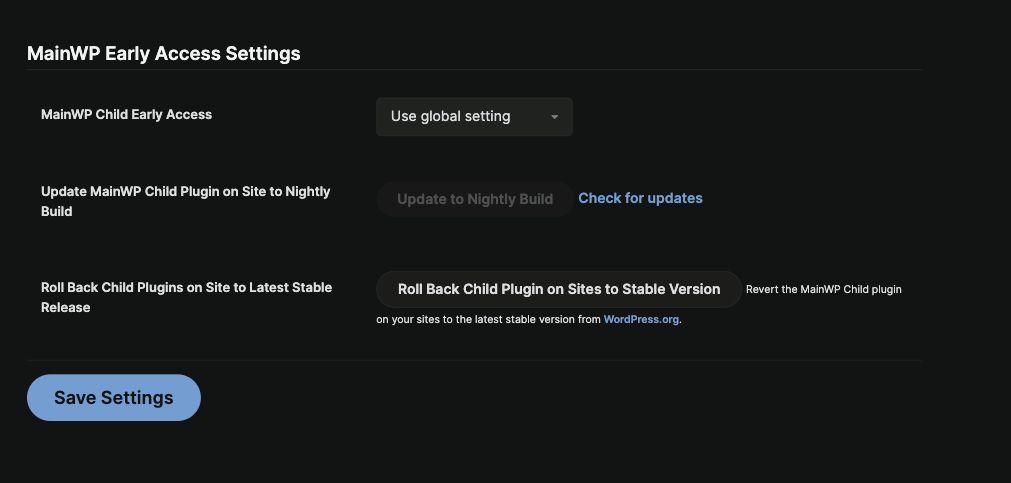 MainWP Early Access Settings
MainWP Child Early Access
Use global setting
Update MainWP Child Plugin on Site to Nightly
Build
Update to Nightly Build
Check for updates
Roll Back Child Plugins on Site to Latest Stable
Release
Roll Back Child Plugin on Sites to Stable Version
Revert the MainWP Child plugin
on your sites to the latest stable version from WordPress.org.
Save Settings